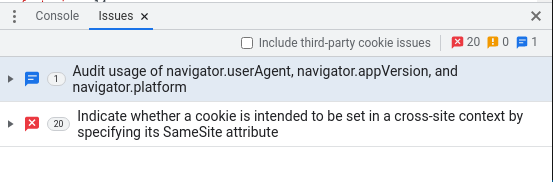 Console Issues
Include third-party cookie issues 20 0 1
1 Audit usage of navigator.userAgent, navigator.appVersion, and
navigator.platform
20 Indicate whether a cookie is intended to be set in a cross-site context by
specifying its SameSite attribute